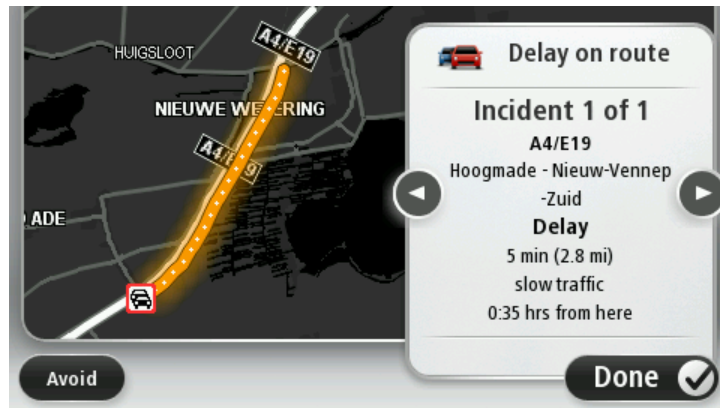 HUIGSLOOT
A4/E19
NIEUWE WETERING
A4/E19
ADE
Delay on route
Incident 1 of 1
A4/E19
Hoogmade - Nieuw-Vennep
-Zuid
Delay
5 min (2.8 mi)
slow traffic
0:35 hrs from here
Avoid
Done